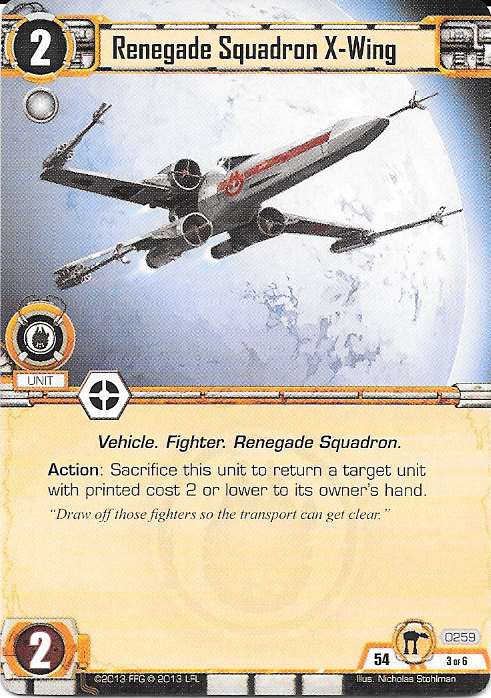 2
Renegade Squadron X-Wing
UNIT
Vehicle. Fighter. Renegade Squadron.
Action: Sacrifice this unit to return a target unit
with printed cost 2 or lower to its owner's hand.
"Draw off those fighters so the transport can get clear."
2
54
0259
3 OF 6
©2013 FFG © 2013 LFL
Illus. Nicholas Stohlman